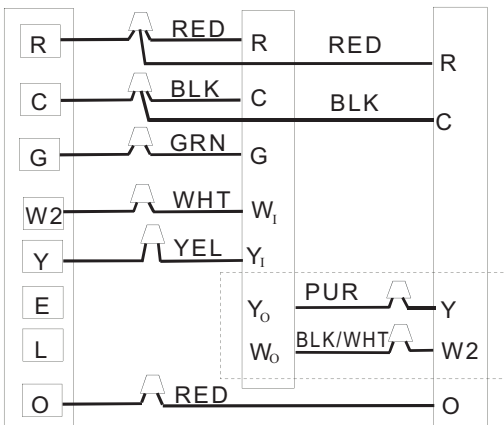 R RED R RED R
C BLK C BLK C
G GRN G
W2 WHT WI
Y YEL YI
E YO PUR Y
L WO BLK/WHT W2
O RED O